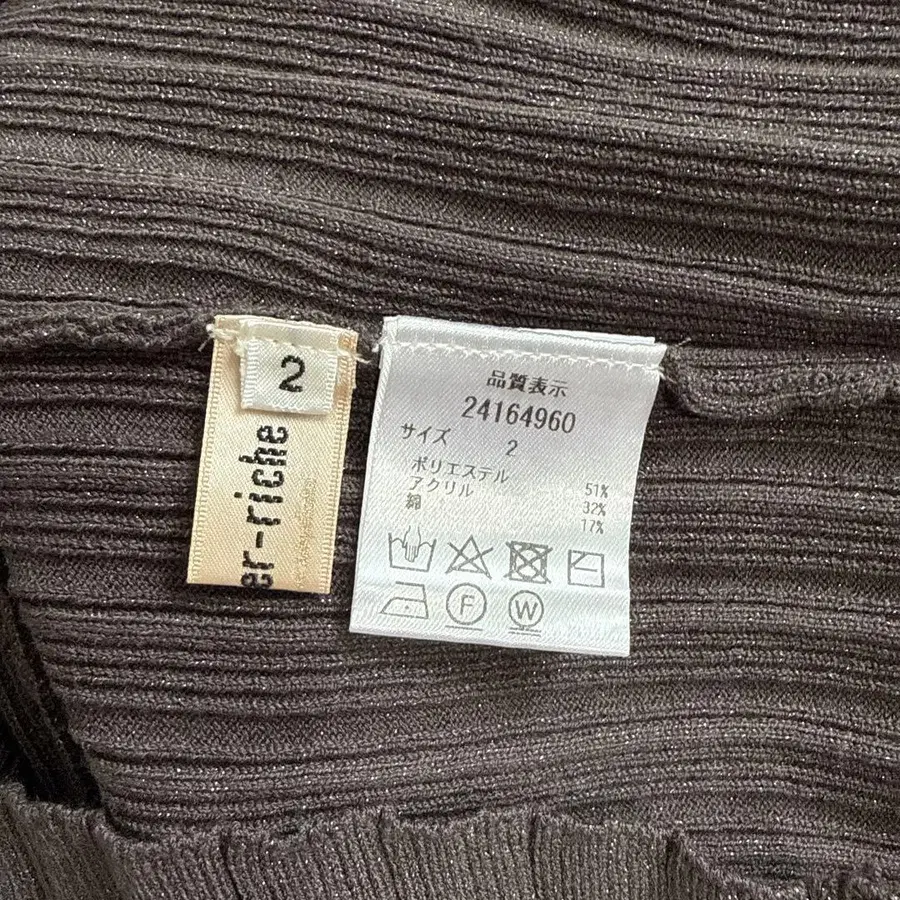 2
er-riche
品質表示
24164960
サイズ 2
ポリエステル 51%
アクリル 32%
綿 17%
F W